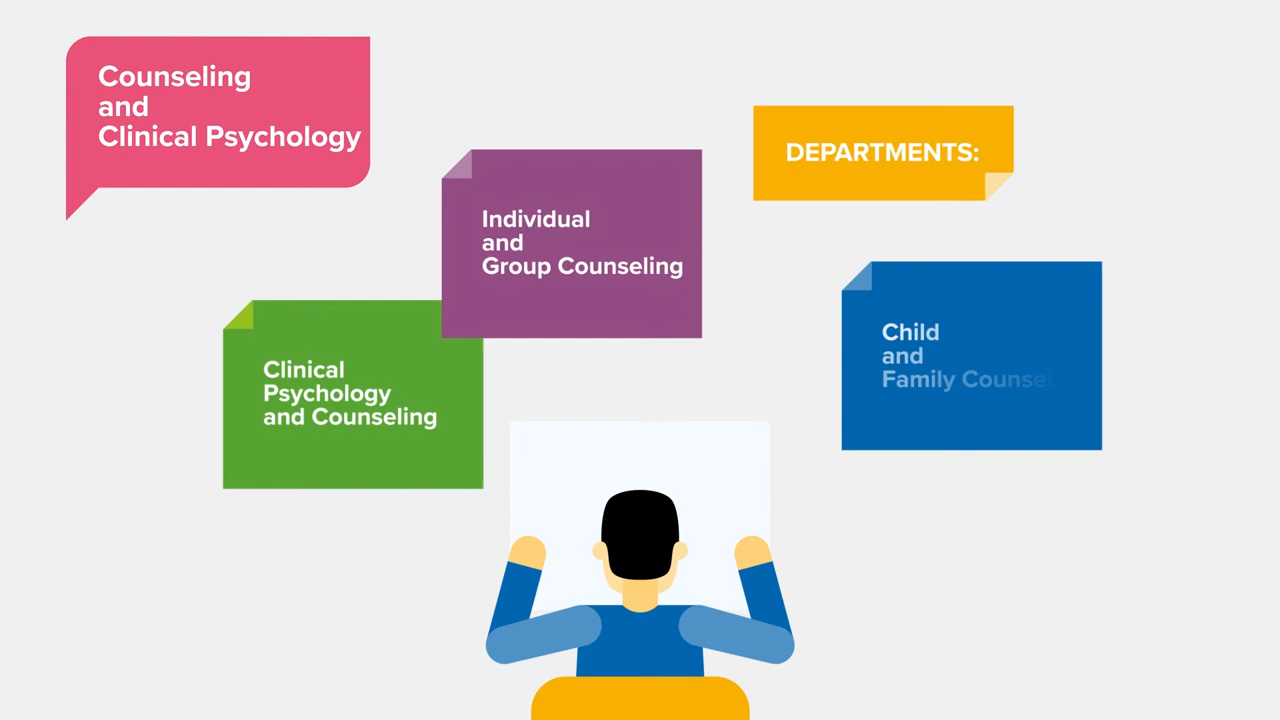 Counseling
and
Clinical Psychology
DEPARTMENTS:
Individual
and
Group Counseling
Clinical
Psychology
and Counseling
Child
and
Family